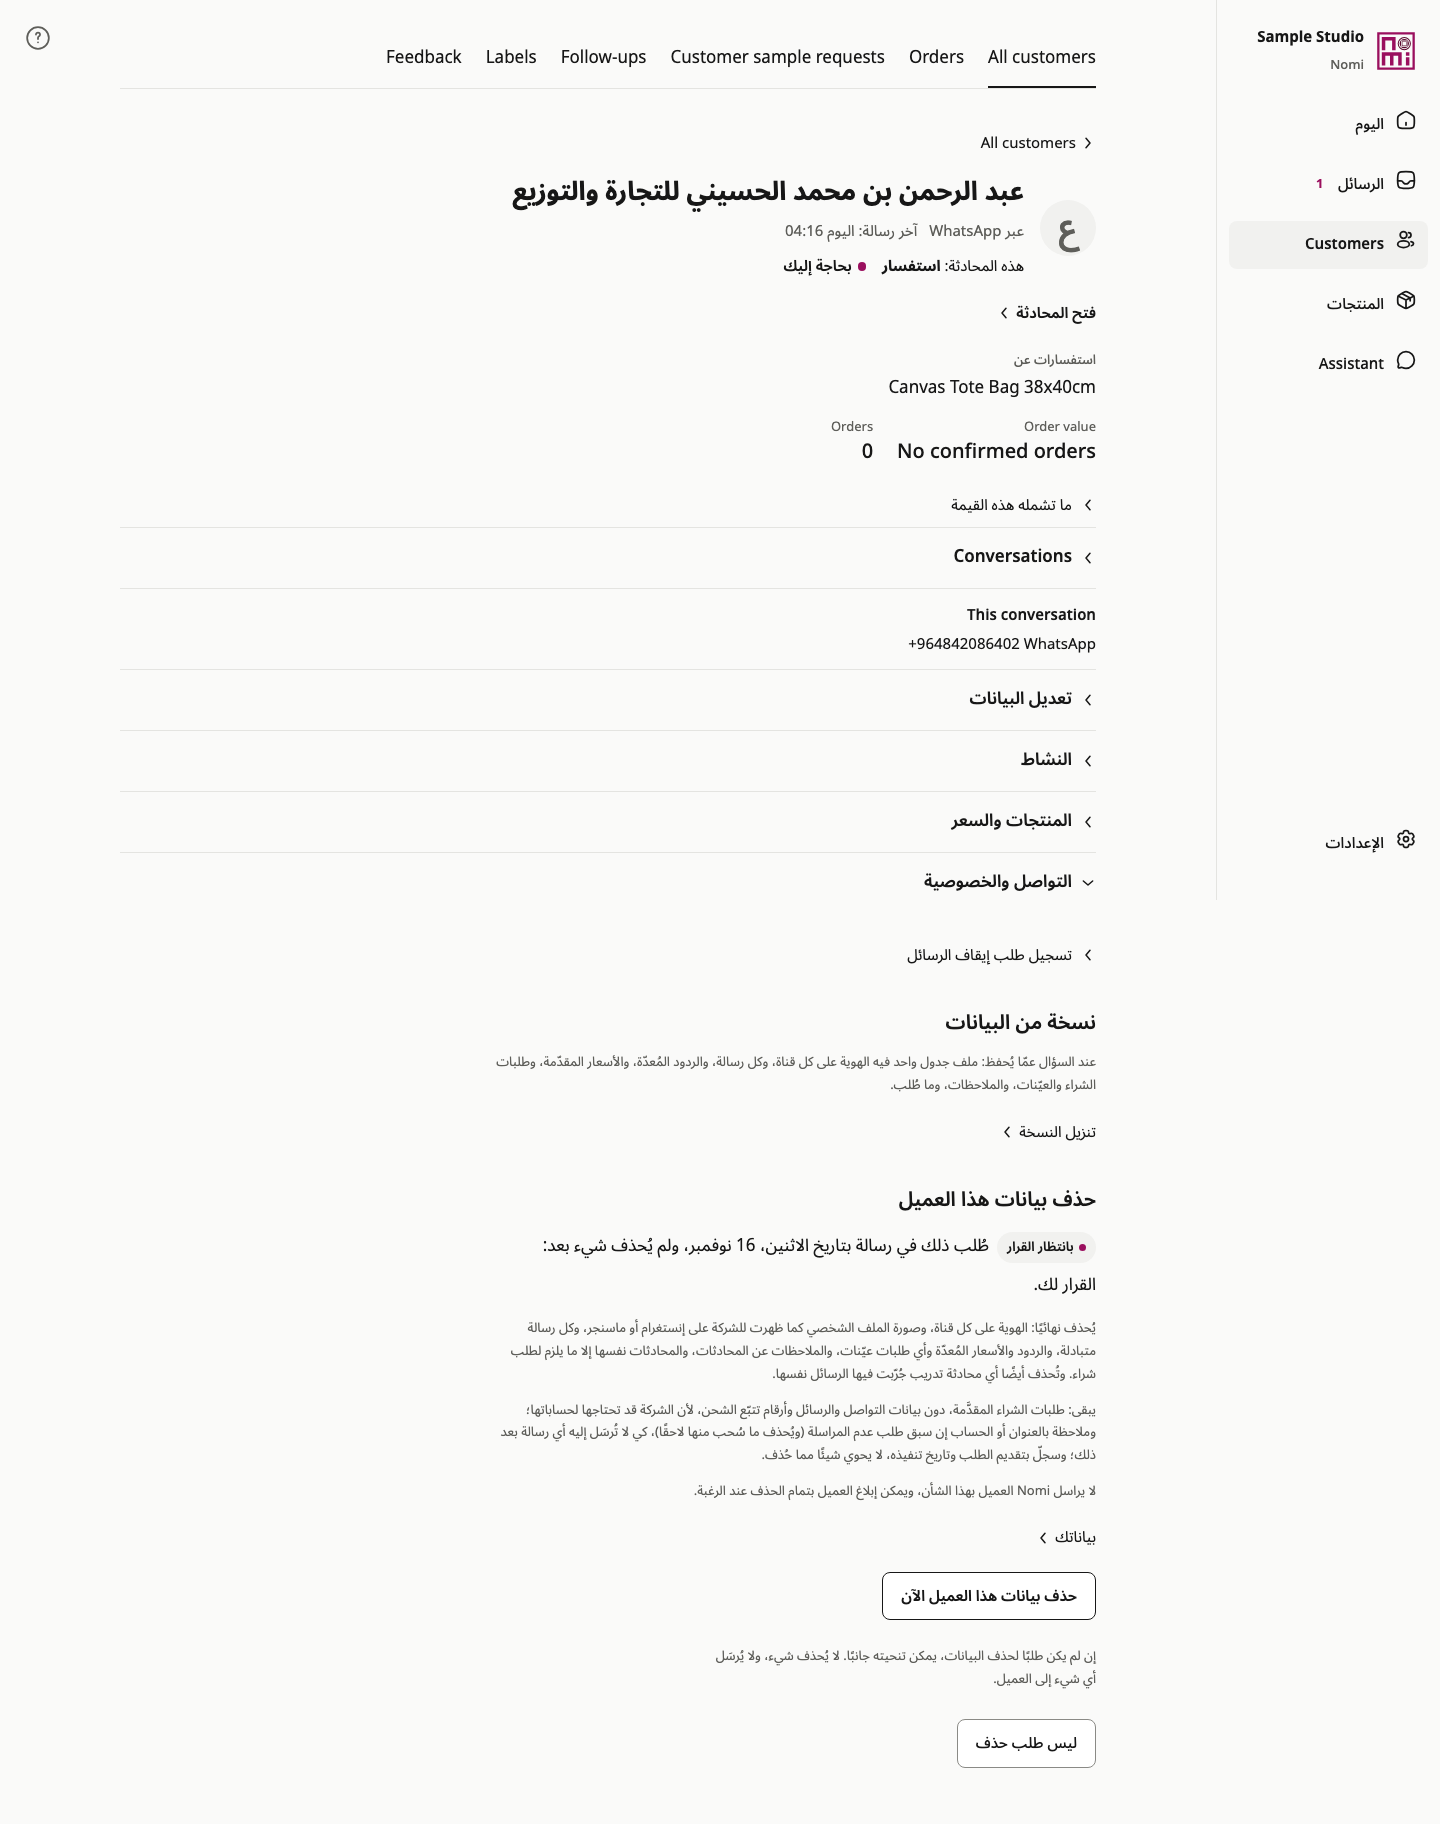 Sample Studio
Nomi
اليوم
الرسائل 1
Customers
المنتجات
Assistant
الإعدادات
All customers Orders Customer sample requests Follow-ups Labels Feedback
All customers
عبد الرحمن بن محمد الحسيني للتجارة والتوزيع
ع
عبر WhatsApp آخر رسالة: اليوم 04:16
هذه المحادثة: استفسار بحاجة إليك
فتح المحادثة
استفسارات عن
Canvas Tote Bag 38x40cm
Order value Orders
No confirmed orders 0
ما تشمله هذه القيمة
Conversations
This conversation
+964842086402 WhatsApp
تعديل البيانات
النشاط
المنتجات والسعر
التواصل والخصوصية
تسجيل طلب إيقاف الرسائل
نسخة من البيانات
عند السؤال عمّا يُحفظ: ملف جدول واحد فيه الهوية على كل قناة، وكل رسالة، والردود المُعدّة، والأسعار المقدّمة، وطلبات
الشراء والعيّنات، والملاحظات، وما طُلب.
تنزيل النسخة
حذف بيانات هذا العميل
بانتظار القرار طُلب ذلك في رسالة بتاريخ الاثنين، 16 نوفمبر، ولم يُحذف شيء بعد:
القرار لك.
يُحذف نهائيًا: الهوية على كل قناة، وصورة الملف الشخصي كما ظهرت للشركة على إنستغرام أو ماسنجر، وكل رسالة
متبادلة، والردود والأسعار المُعدّة وأي طلبات عيّنات، والملاحظات عن المحادثات، والمحادثات نفسها إلا ما يلزم لطلب
شراء. وتُحذف أيضًا أي محادثة تدريب جُرّبت فيها الرسائل نفسها.
يبقى: طلبات الشراء المقدَّمة، دون بيانات التواصل والرسائل وأرقام تتبّع الشحن، لأن الشركة قد تحتاجها لحساباتها؛
وملاحظة بالعنوان أو الحساب إن سبق طلب عدم المراسلة (ويُحذف ما سُحب منها لاحقًا)، كي لا تُرسَل إليه أي رسالة بعد
ذلك؛ وسجلّ بتقديم الطلب وتاريخ تنفيذه، لا يحوي شيئًا مما حُذف.
لا يراسل Nomi العميل بهذا الشأن، ويمكن إبلاغ العميل بتمام الحذف عند الرغبة.
بياناتك
حذف بيانات هذا العميل الآن
إن لم يكن طلبًا لحذف البيانات، يمكن تنحيته جانبًا. لا يُحذف شيء، ولا يُرسَل
أي شيء إلى العميل.
ليس طلب حذف